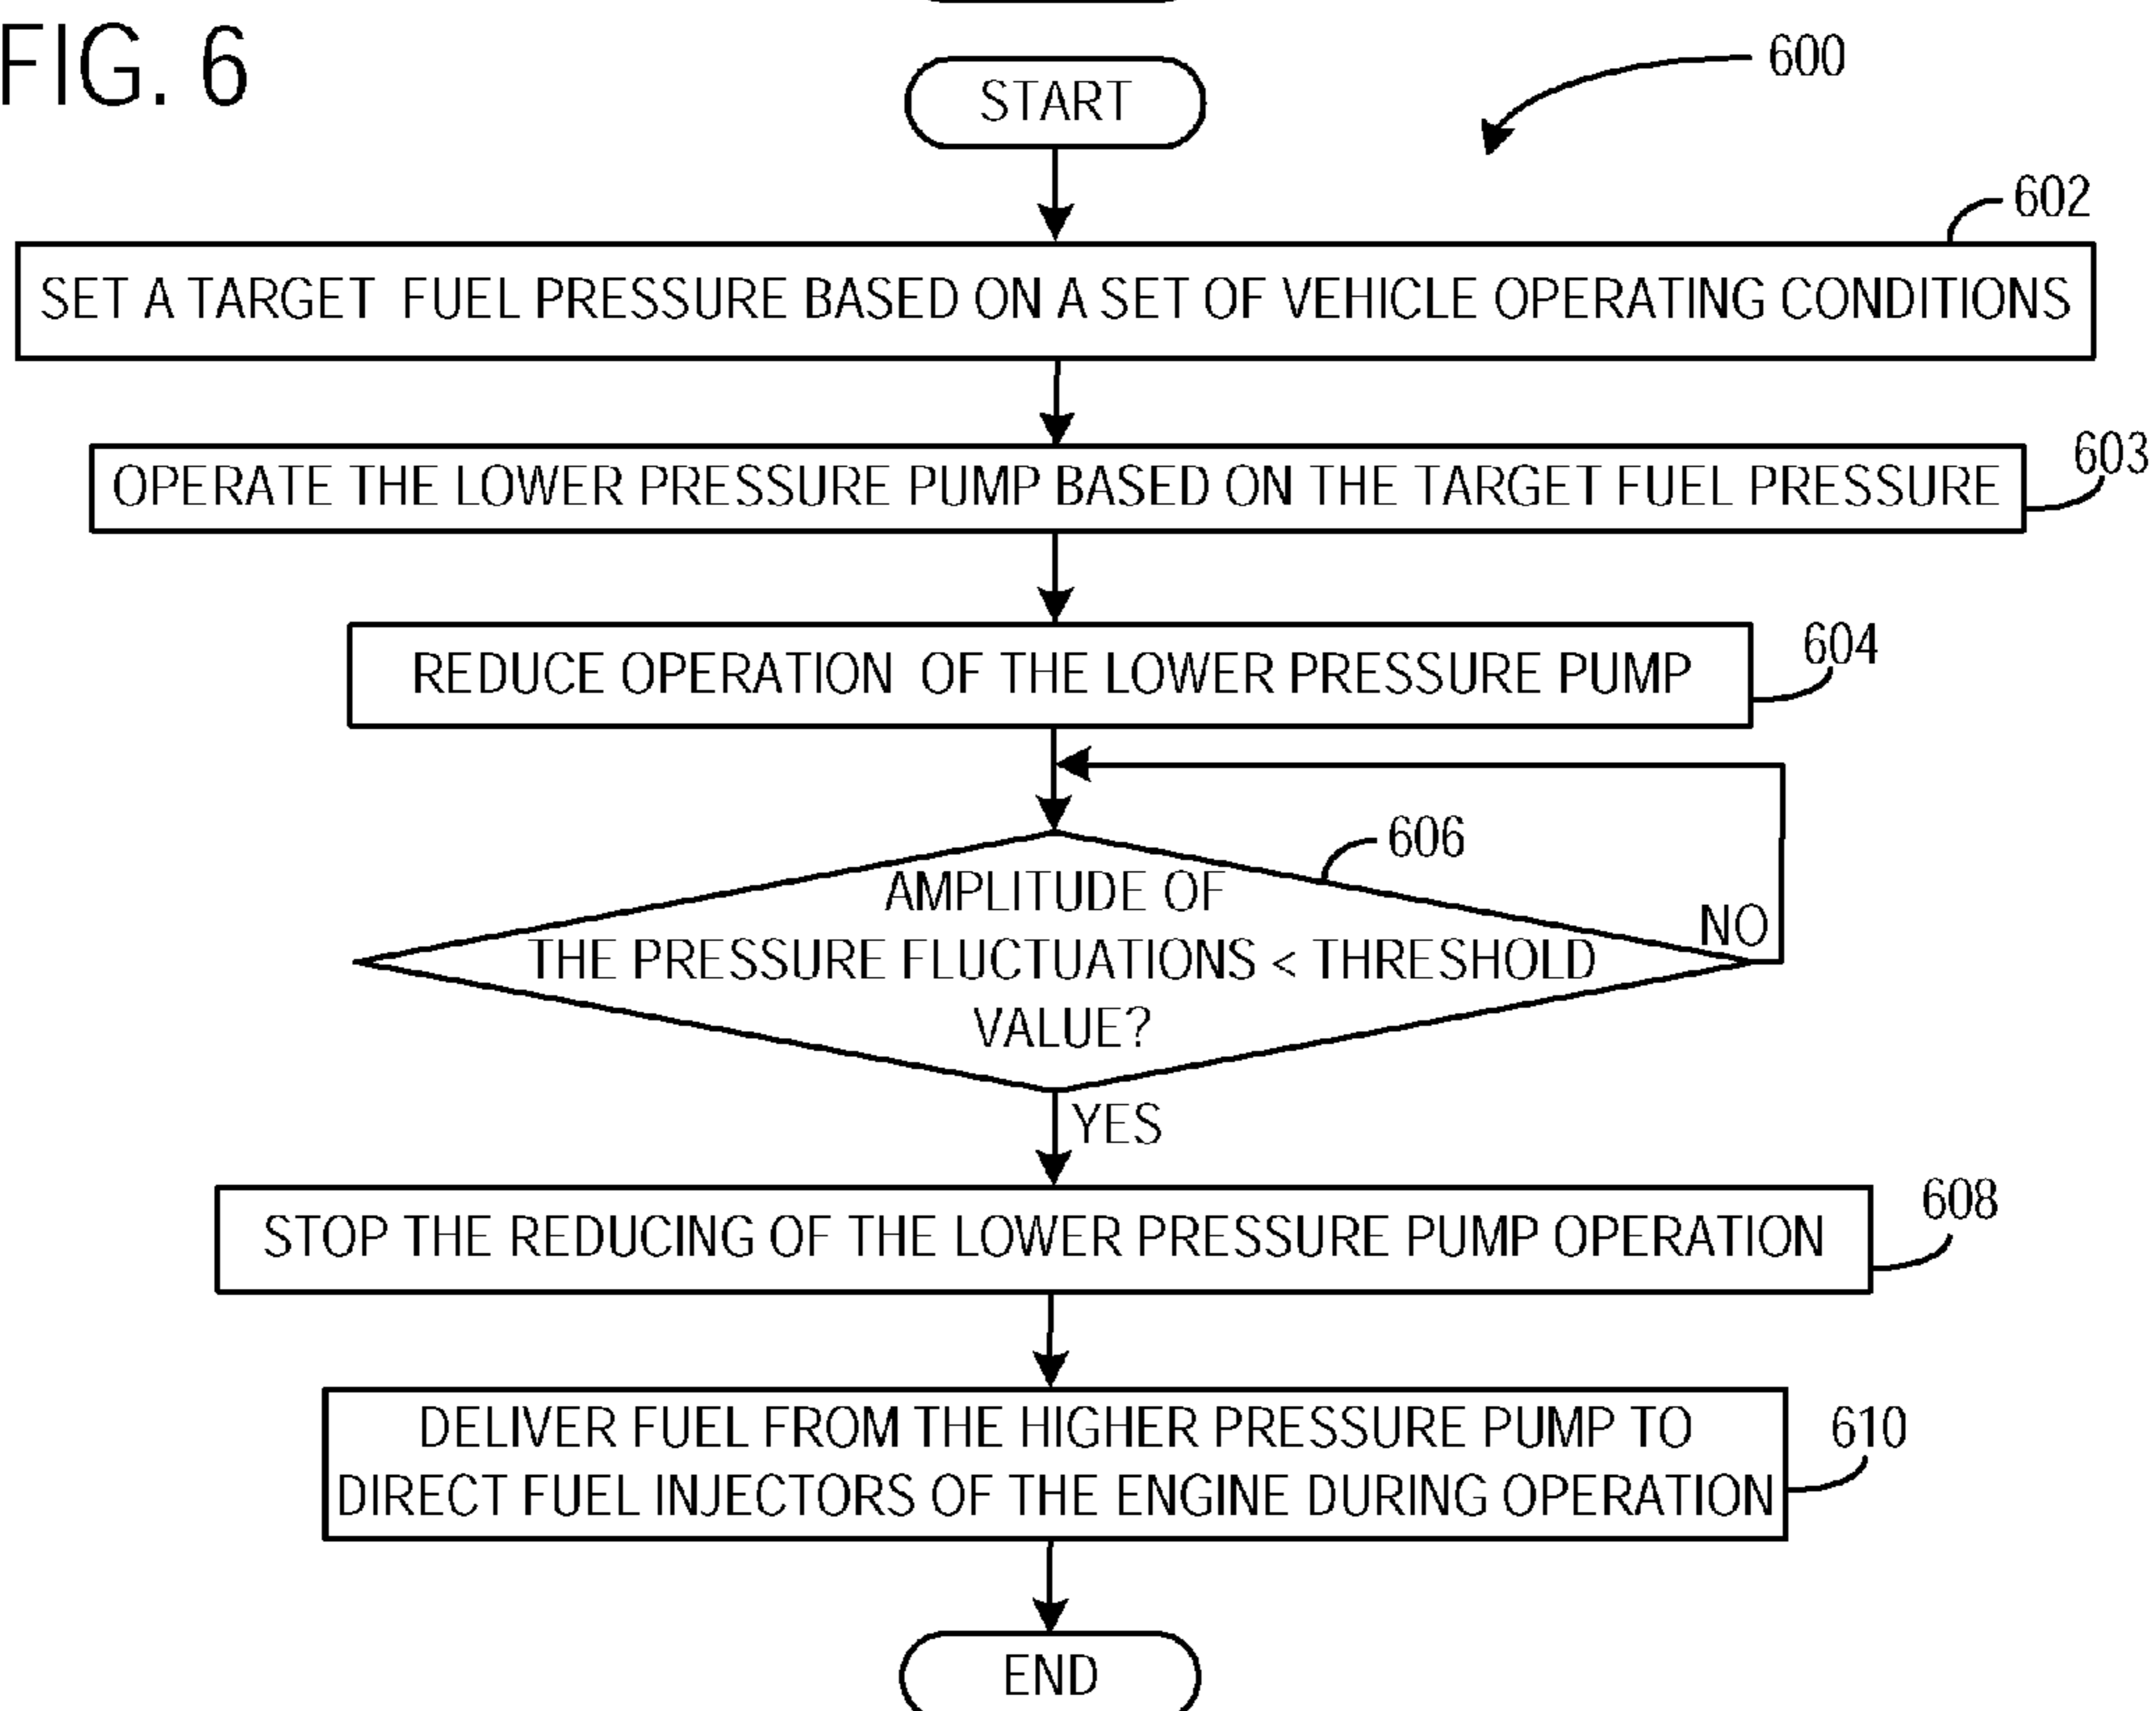 FIG. 6
START
600
602
SET A TARGET FUEL PRESSURE BASED ON A SET OF VEHICLE OPERATING CONDITIONS
603
OPERATE THE LOWER PRESSURE PUMP BASED ON THE TARGET FUEL PRESSURE
604
REDUCE OPERATION OF THE LOWER PRESSURE PUMP
606
AMPLITUDE OF
NO
THE PRESSURE FLUCTUATIONS < THRESHOLD
VALUE?
YES
608
STOP THE REDUCING OF THE LOWER PRESSURE PUMP OPERATION
610
DELIVER FUEL FROM THE HIGHER PRESSURE PUMP TO
DIRECT FUEL INJECTORS OF THE ENGINE DURING OPERATION
END